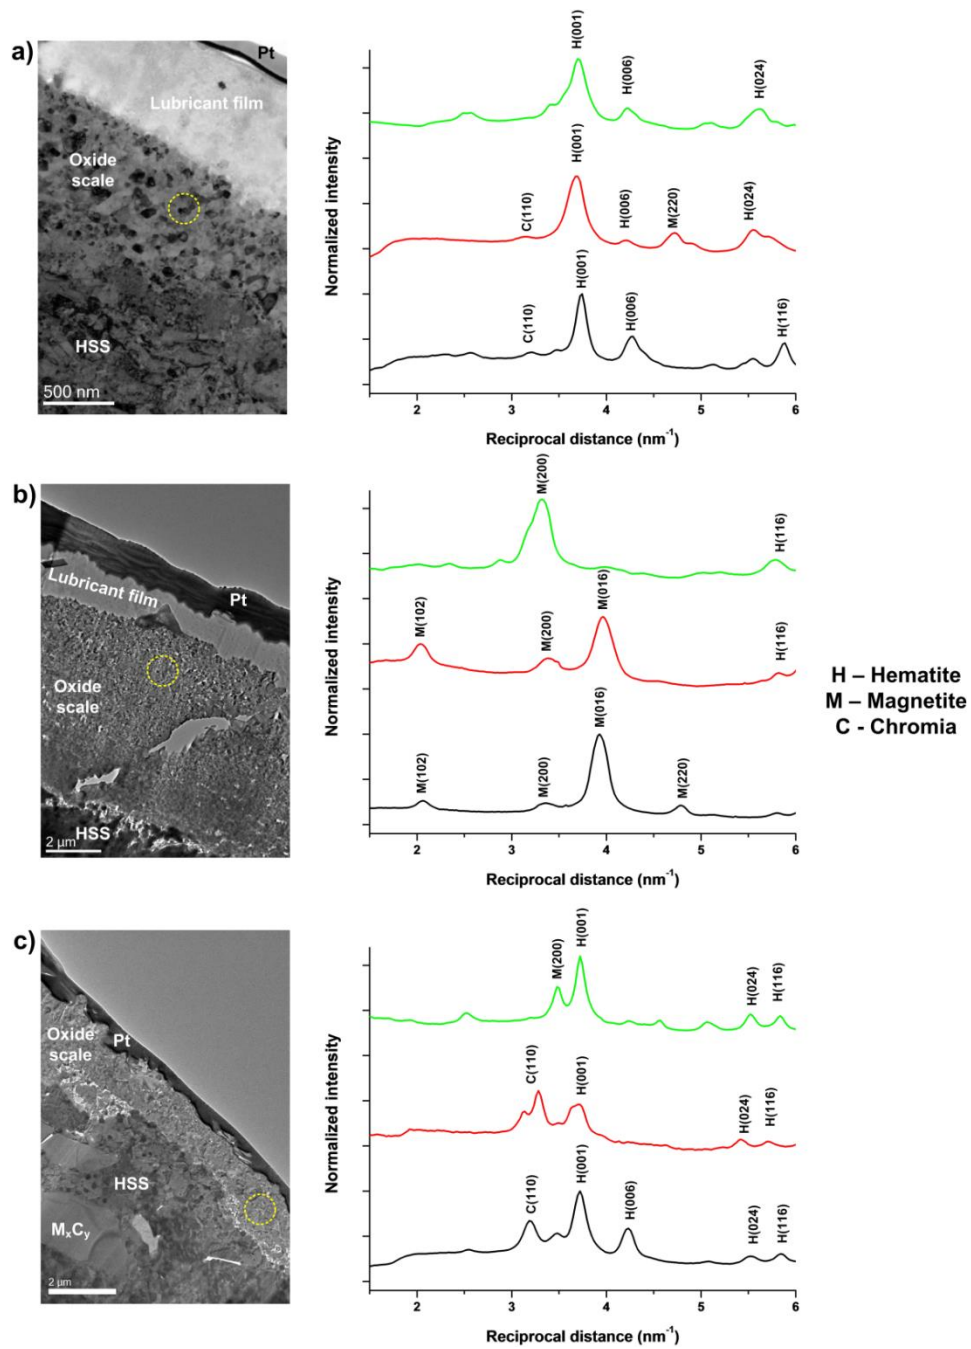 a)
Pt
Lubricant film
Oxide
scale
HSS
500 nm
Normalized intensity
H(001)
H(006)
H(024)
C(110)
H(001)
H(006)
M(220)
H(024)
C(110)
H(001)
H(006)
H(116)
2 3 4 5 6
Reciprocal distance (nm⁻¹)
b)
Lubricant film
Pt
Oxide
scale
HSS
2 µm
Normalized intensity
M(200)
H(116)
M(102)
M(200)
M(016)
H(116)
M(102)
M(200)
M(016)
M(220)
2 3 4 5 6
Reciprocal distance (nm⁻¹)
H – Hematite
M – Magnetite
C - Chromia
c)
Oxide
scale
Pt
HSS
MₓCᵧ
2 µm
Normalized intensity
M(200)
H(001)
H(024)
H(116)
C(110)
H(001)
H(024)
H(116)
C(110)
H(001)
H(006)
H(024)
H(116)
2 3 4 5 6
Reciprocal distance (nm⁻¹)